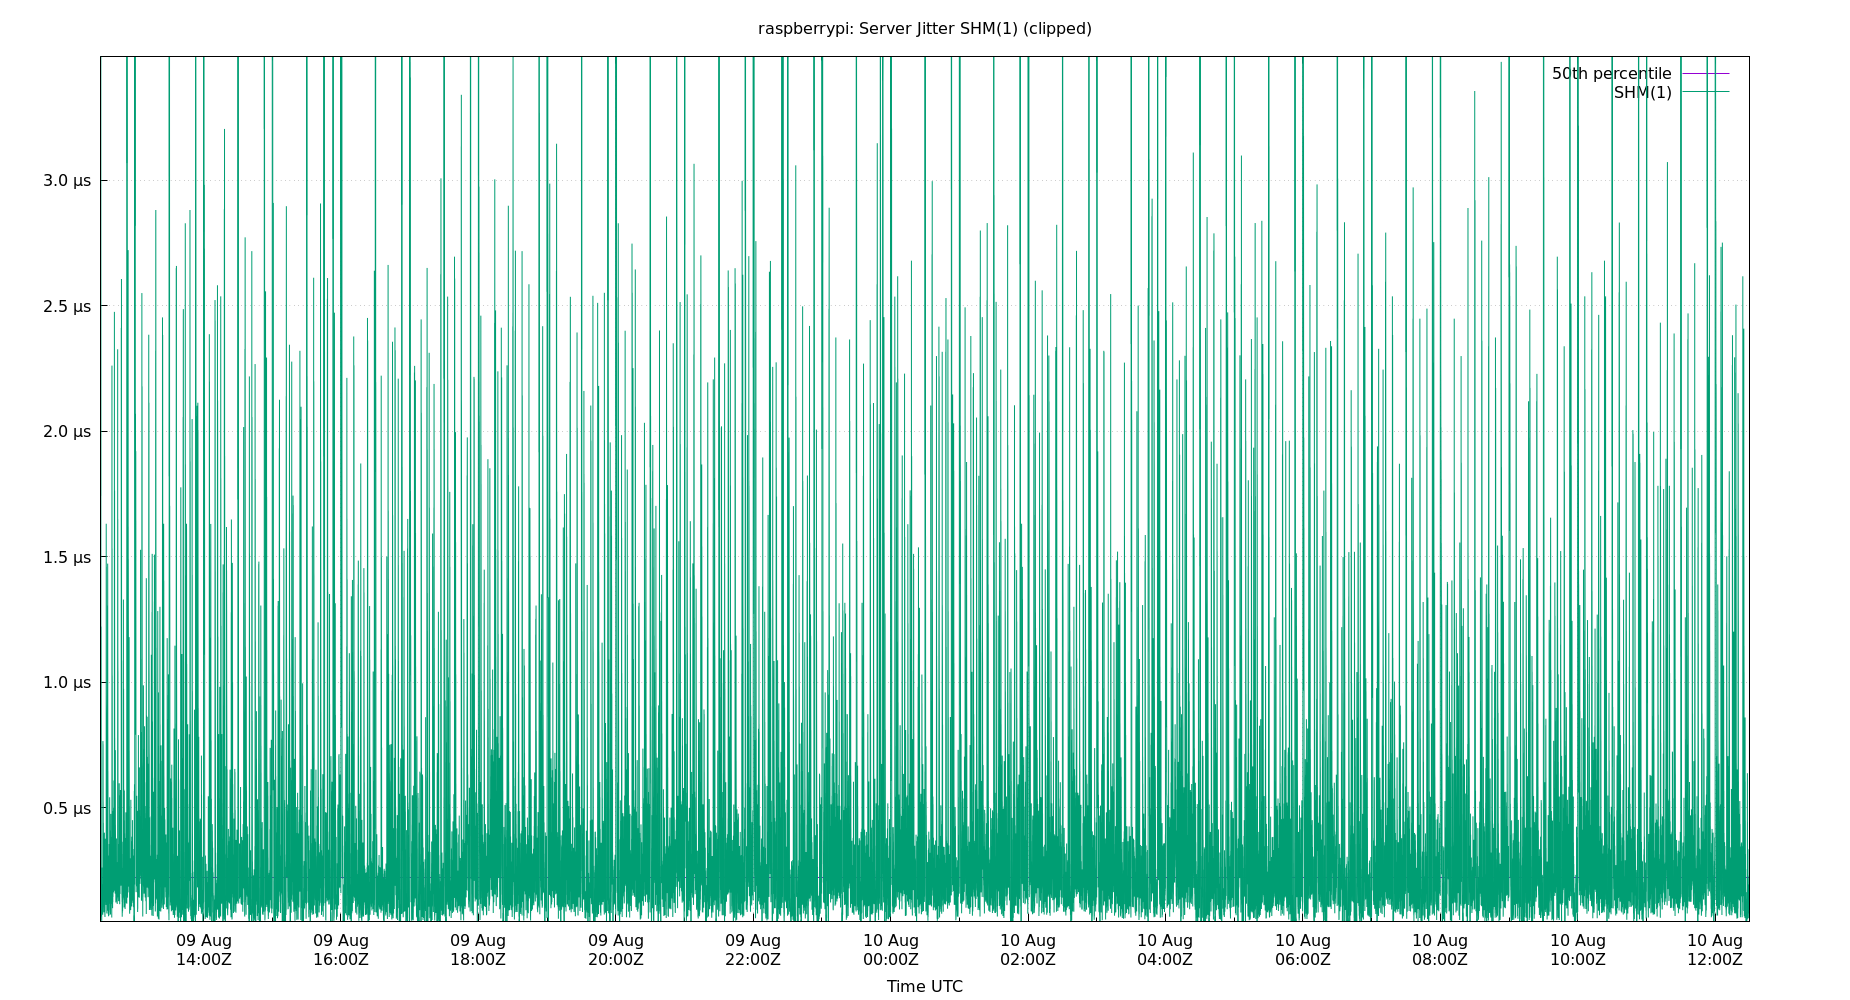 raspberrypi: Server Jitter SHM(1) (clipped)
50th percentile
SHM(1)
3.0 µs
2.5 µs
2.0 µs
1.5 µs
1.0 µs
0.5 µs
09 Aug 09 Aug 09 Aug 09 Aug 09 Aug 10 Aug 10 Aug 10 Aug 10 Aug 10 Aug 10 Aug 10 Aug
14:00Z 16:00Z 18:00Z 20:00Z 22:00Z 00:00Z 02:00Z 04:00Z 06:00Z 08:00Z 10:00Z 12:00Z
Time UTC